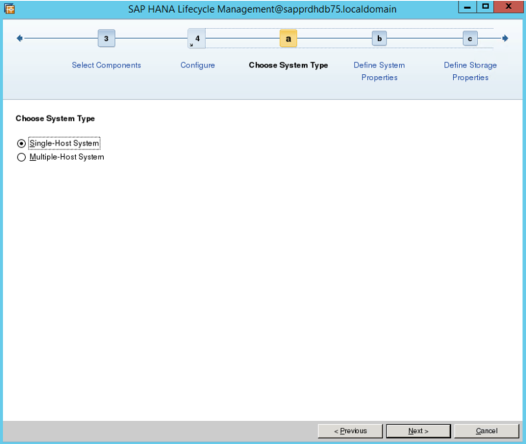 SAP HANA Lifecycle Management@sapprdhdb75.localdomain
3
4
a
b
c
Select Components
Configure
Choose System Type
Define System
Properties
Define Storage
Properties
Choose System Type
Single-Host System
Multiple-Host System
< Previous
Next >
Cancel